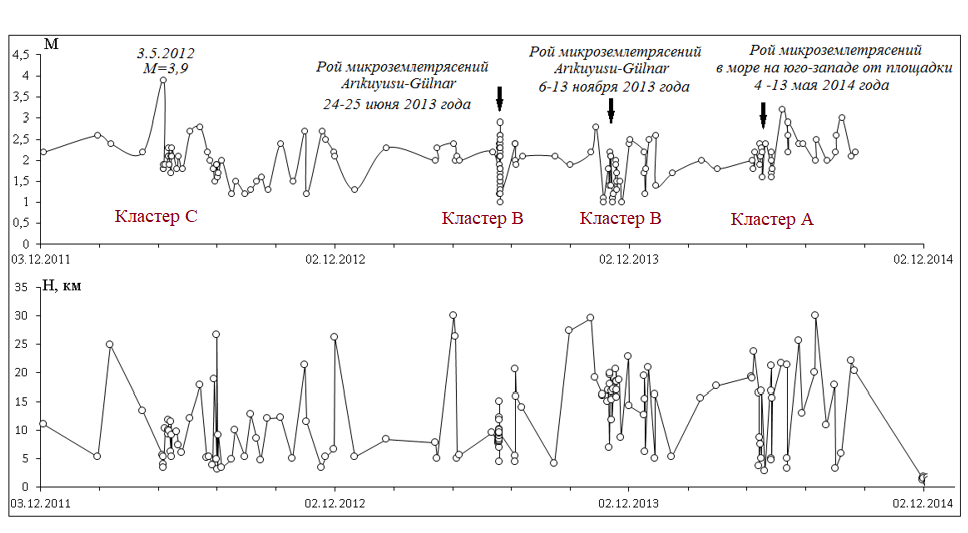 М
4,5
4
3,5
3
2,5
2
1,5
1
0,5
0
3.5.2012
М=3,9
Рой микроземлетрясений
Arıkuyusu-Gülnar
24-25 июня 2013 года
Рой микроземлетрясений
Arıkuyusu-Gülnar
6-13 ноября 2013 года
Рой микроземлетрясений
в море на юго-западе от площадки
4 -13 мая 2014 года
Кластер С
Кластер В
Кластер В
Кластер А
03.12.2011
02.12.2012
02.12.2013
02.12.2014
Н, км
35
30
25
20
15
10
5
0
03.12.2011
02.12.2012
02.12.2013
02.12.2014